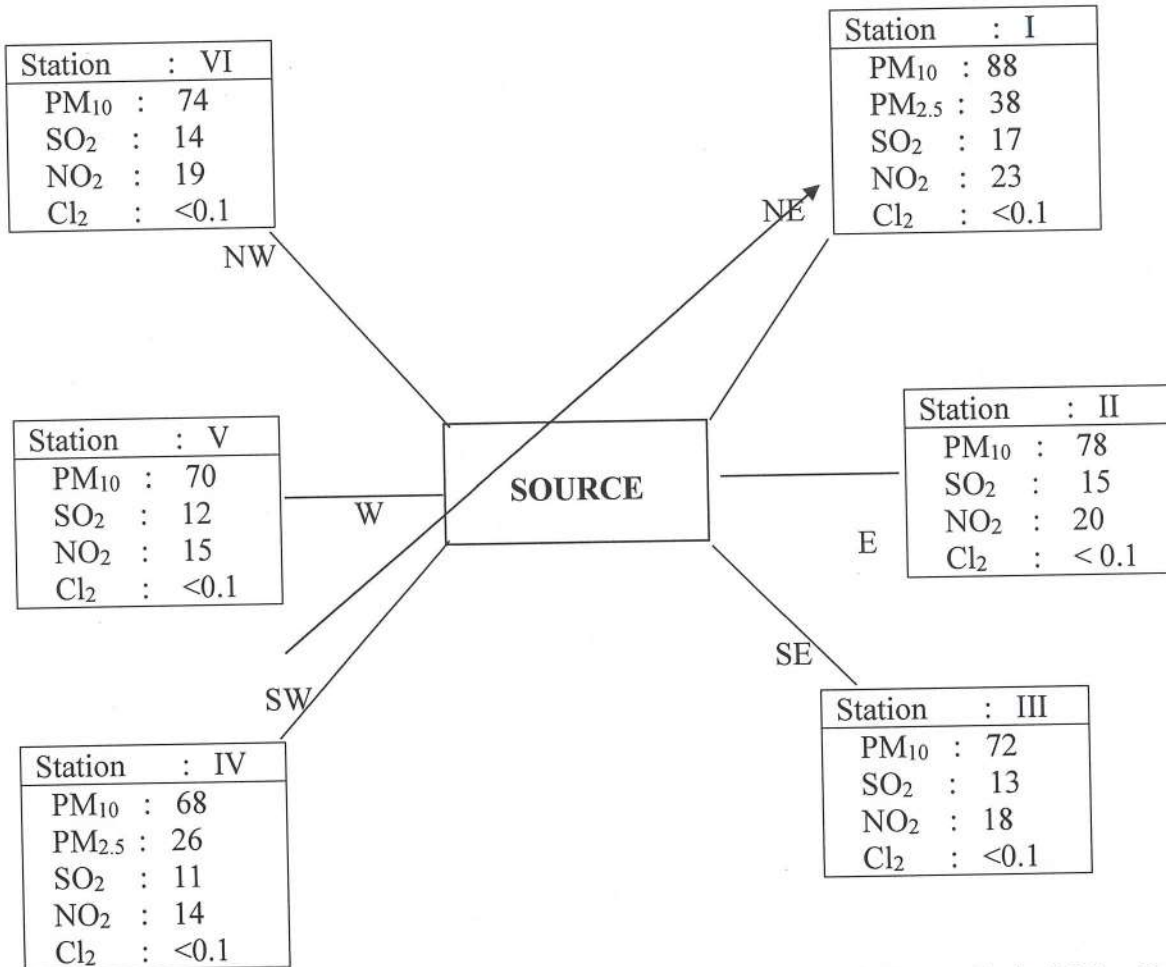 Station : VI
PM10 : 74
SO2 : 14
NO2 : 19
Cl2 : <0.1
NW
Station : I
PM10 : 88
PM2.5 : 38
SO2 : 17
NO2 : 23
Cl2 : <0.1
NE
Station : V
PM10 : 70
SO2 : 12
NO2 : 15
Cl2 : <0.1
W
SOURCE
Station : II
PM10 : 78
SO2 : 15
NO2 : 20
Cl2 : < 0.1
E
SW
Station : IV
PM10 : 68
PM2.5 : 26
SO2 : 11
NO2 : 14
Cl2 : <0.1
SE
Station : III
PM10 : 72
SO2 : 13
NO2 : 18
Cl2 : <0.1